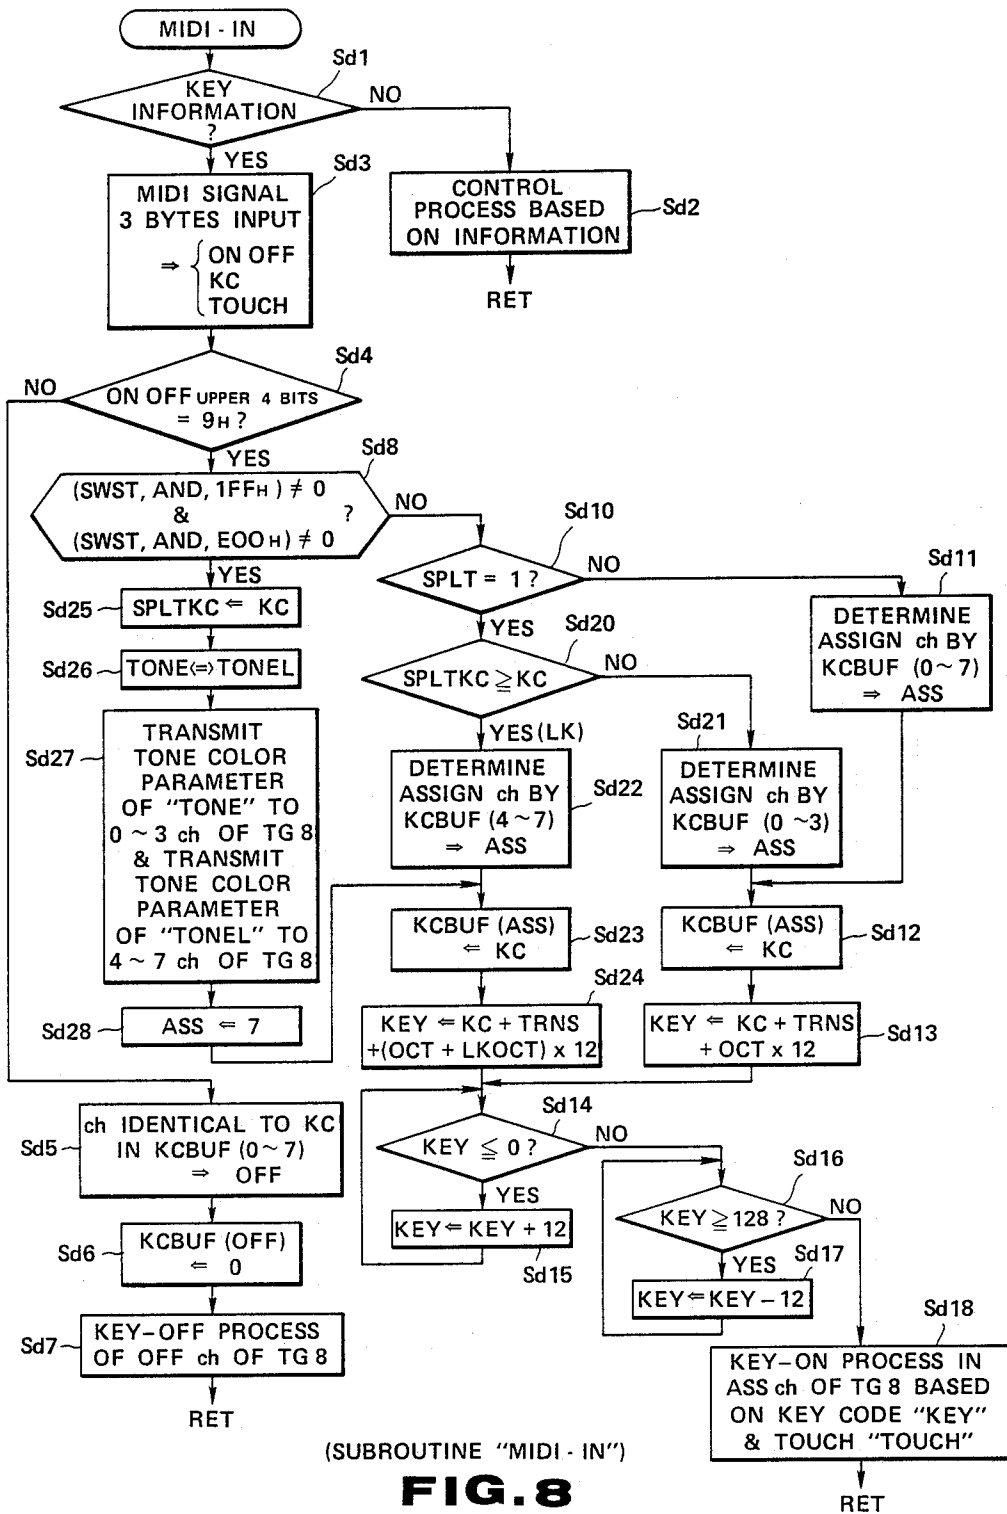 MIDI - IN
Sd1
KEY
INFORMATION
?
NO
YES
Sd3
MIDI SIGNAL
3 BYTES INPUT
⇒ { ON OFF
KC
TOUCH
CONTROL
PROCESS BASED
ON INFORMATION
Sd2
RET
Sd4
NO
ON OFF UPPER 4 BITS
= 9H ?
YES
Sd8
(SWST, AND, 1FFH) ≠ 0
&
?
(SWST, AND, EOOH) ≠ 0
NO
YES
Sd10
SPLT = 1 ?
NO
YES
Sd11
DETERMINE
ASSIGN ch BY
KCBUF (0~7)
⇒ ASS
Sd25
SPLTKC ⇐ KC
Sd26
TONE<=>TONEL
Sd20
SPLTKC ≧ KC
NO
YES (LK)
Sd27
TRANSMIT
TONE COLOR
PARAMETER
OF "TONE" TO
0 ~ 3 ch OF TG 8
& TRANSMIT
TONE COLOR
PARAMETER
OF "TONEL" TO
4 ~ 7 ch OF TG 8
Sd28
ASS ⇐ 7
DETERMINE
ASSIGN ch BY
KCBUF (4~7)
⇒ ASS
Sd22
Sd21
DETERMINE
ASSIGN ch BY
KCBUF (0 ~3)
⇒ ASS
KCBUF (ASS)
⇐ KC
Sd23
KCBUF (ASS)
⇐ KC
Sd12
Sd24
KEY ⇐ KC + TRNS
+(OCT + LKOCT) x 12
KEY ⇐ KC + TRNS
+ OCT x 12
Sd13
Sd5
ch IDENTICAL TO KC
IN KCBUF (0~7)
⇒ OFF
Sd6
KCBUF (OFF)
⇐ 0
Sd7
KEY-OFF PROCESS
OF OFF ch OF TG 8
RET
Sd14
KEY ≦ 0 ?
NO
YES
KEY ⇐ KEY + 12
Sd15
Sd16
KEY ≧ 128 ?
NO
YES
Sd17
KEY ⇐ KEY - 12
Sd18
KEY-ON PROCESS IN
ASS ch OF TG 8 BASED
ON KEY CODE "KEY"
& TOUCH "TOUCH"
RET
(SUBROUTINE "MIDI - IN")
FIG. 8